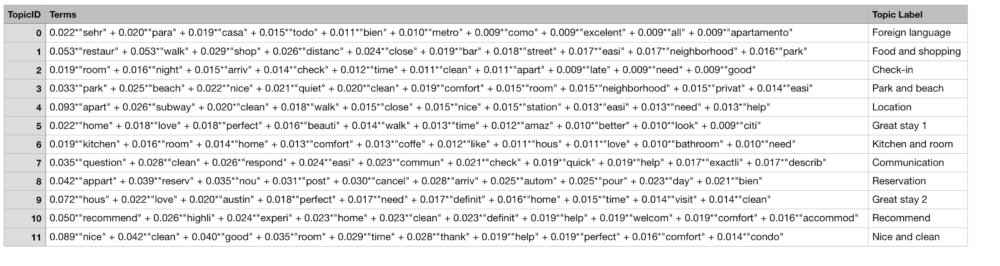 TopicID Terms Topic Label
0 0.022*"sehr" + 0.020*"para" + 0.019*"casa" + 0.015*"todo" + 0.011*"bien" + 0.010*"metro" + 0.009*"como" + 0.009*"excelent" + 0.009*"all" + 0.009*"apartamento" Foreign language
1 0.053*"restaur" + 0.053*"walk" + 0.029*"shop" + 0.026*"distanc" + 0.024*"close" + 0.019*"bar" + 0.018*"street" + 0.017*"easi" + 0.017*"neighborhood" + 0.016*"park" Food and shopping
2 0.019*"room" + 0.016*"night" + 0.015*"arriv" + 0.014*"check" + 0.012*"time" + 0.011*"clean" + 0.011*"apart" + 0.009*"late" + 0.009*"need" + 0.009*"good" Check-in
3 0.033*"park" + 0.025*"beach" + 0.022*"nice" + 0.021*"quiet" + 0.020*"clean" + 0.019*"comfort" + 0.015*"room" + 0.015*"neighborhood" + 0.015*"privat" + 0.014*"easi" Park and beach
4 0.093*"apart" + 0.026*"subway" + 0.020*"clean" + 0.018*"walk" + 0.015*"close" + 0.015*"nice" + 0.015*"station" + 0.013*"easi" + 0.013*"need" + 0.013*"help" Location
5 0.022*"home" + 0.018*"love" + 0.018*"perfect" + 0.016*"beauti" + 0.014*"walk" + 0.013*"time" + 0.012*"amaz" + 0.010*"better" + 0.010*"look" + 0.009*"citi" Great stay 1
6 0.019*"kitchen" + 0.016*"room" + 0.014*"home" + 0.013*"comfort" + 0.013*"coffe" + 0.012*"like" + 0.011*"hous" + 0.011*"love" + 0.010*"bathroom" + 0.010*"need" Kitchen and room
7 0.035*"question" + 0.028*"clean" + 0.026*"respond" + 0.024*"easi" + 0.023*"commun" + 0.021*"check" + 0.019*"quick" + 0.019*"help" + 0.017*"exactli" + 0.017*"describ" Communication
8 0.042*"appart" + 0.039*"reserv" + 0.035*"nou" + 0.031*"post" + 0.030*"cancel" + 0.028*"arriv" + 0.025*"autom" + 0.025*"pour" + 0.023*"day" + 0.021*"bien" Reservation
9 0.072*"hous" + 0.022*"love" + 0.020*"austin" + 0.018*"perfect" + 0.017*"need" + 0.017*"definit" + 0.016*"home" + 0.015*"time" + 0.014*"visit" + 0.014*"clean" Great stay 2
10 0.050*"recommend" + 0.026*"highli" + 0.024*"experi" + 0.023*"home" + 0.023*"clean" + 0.023*"definit" + 0.019*"help" + 0.019*"welcom" + 0.019*"comfort" + 0.016*"accommod" Recommend
11 0.089*"nice" + 0.042*"clean" + 0.040*"good" + 0.035*"room" + 0.029*"time" + 0.028*"thank" + 0.019*"help" + 0.019*"perfect" + 0.016*"comfort" + 0.014*"condo" Nice and clean